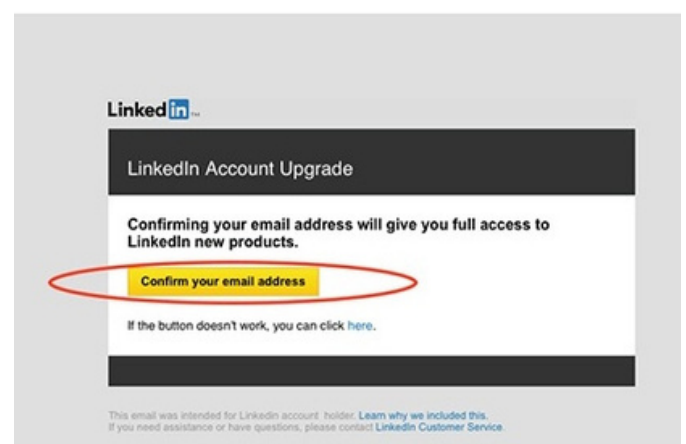 Linked in TM
LinkedIn Account Upgrade
Confirming your email address will give you full access to
LinkedIn new products.
Confirm your email address
If the button doesn't work, you can click here.
This email was intended for Linkedin account holder. Learn why we included this.
If you need assistance or have questions, please contact LinkedIn Customer Service.